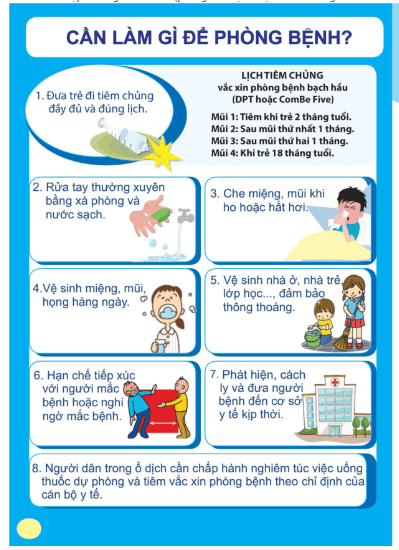 CẦN LÀM GÌ ĐỂ PHÒNG BỆNH?
1. Đưa trẻ đi tiêm chủng
đầy đủ và đúng lịch.
LỊCH TIÊM CHỦNG
vắc xin phòng bệnh bạch hầu
(DPT hoặc ComBe Five)
Mũi 1: Tiêm khi trẻ 2 tháng tuổi.
Mũi 2: Sau mũi thứ nhất 1 tháng.
Mũi 3: Sau mũi thứ hai 1 tháng.
Mũi 4: Khi trẻ 18 tháng tuổi.
2. Rửa tay thường xuyên
bằng xà phòng và
nước sạch.
3. Che miệng, mũi khi
ho hoặc hắt hơi.
4.Vệ sinh miệng, mũi,
họng hàng ngày.
5. Vệ sinh nhà ở, nhà trẻ,
lớp học..., đảm bảo
thông thoáng.
6. Hạn chế tiếp xúc
với người mắc
bệnh hoặc nghi
ngờ mắc bệnh.
7. Phát hiện, cách
ly và đưa người
bệnh đến cơ sở
y tế kịp thời.
8. Người dân trong ổ dịch cần chấp hành nghiêm túc việc uống
thuốc dự phòng và tiêm vắc xin phòng bệnh theo chỉ định của
cán bộ y tế.